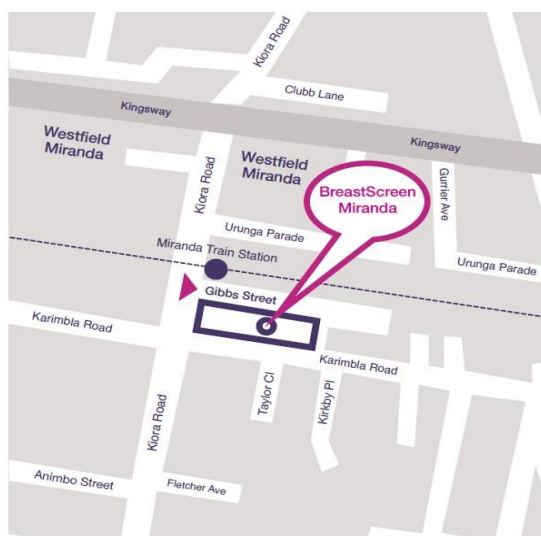 Kiora Road
Clubb Lane
Kingsway
Kingsway
Westfield
Miranda
Westfield
Miranda
Kiora Road
Gurrier Ave
BreastScreen
Miranda
Urunga Parade
Miranda Train Station
Urunga Parade
Gibbs Street
Karimbla Road
Karimbla Road
Taylor Cl
Kirkby Pl
Kiora Road
Animbo Street
Fletcher Ave